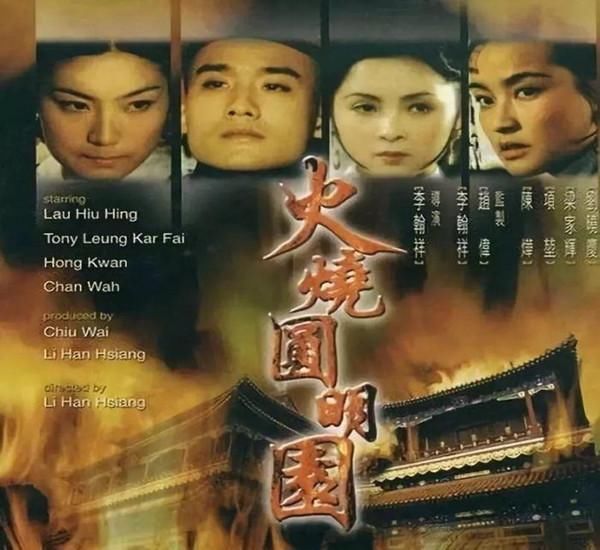 starring
Lau Hiu Hing
Tony Leung Kar Fai
Hong Kwan
Chan Wah
produced by
Chiu Wai
Li Han Hsiang
directed by
Li Han Hsiang
火燒圓明園
劉曉慶
梁家輝
項堃
陳燁
監製
趙偉
李翰祥
導演
李翰祥